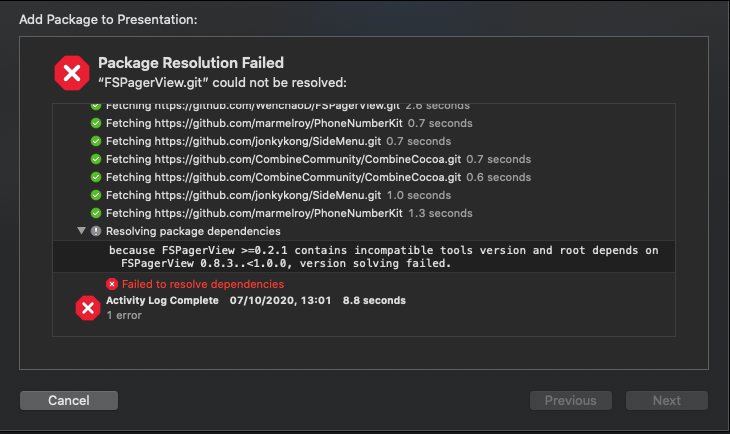 Add Package to Presentation:
Package Resolution Failed
“FSPagerView.git” could not be resolved:
Fetching https://github.com/WenchaoD/FSPagerView.git 2.6 seconds
Fetching https://github.com/marmelroy/PhoneNumberKit 0.7 seconds
Fetching https://github.com/jonkykong/SideMenu.git 0.7 seconds
Fetching https://github.com/CombineCommunity/CombineCocoa.git 0.7 seconds
Fetching https://github.com/CombineCommunity/CombineCocoa.git 0.6 seconds
Fetching https://github.com/jonkykong/SideMenu.git 1.0 seconds
Fetching https://github.com/marmelroy/PhoneNumberKit 1.3 seconds
Resolving package dependencies
because FSPagerView >=0.2.1 contains incompatible tools version and root depends on
FSPagerView 0.8.3..<1.0.0, version solving failed.
Failed to resolve dependencies
Activity Log Complete 07/10/2020, 13:01 8.8 seconds
1 error
Cancel
Previous
Next